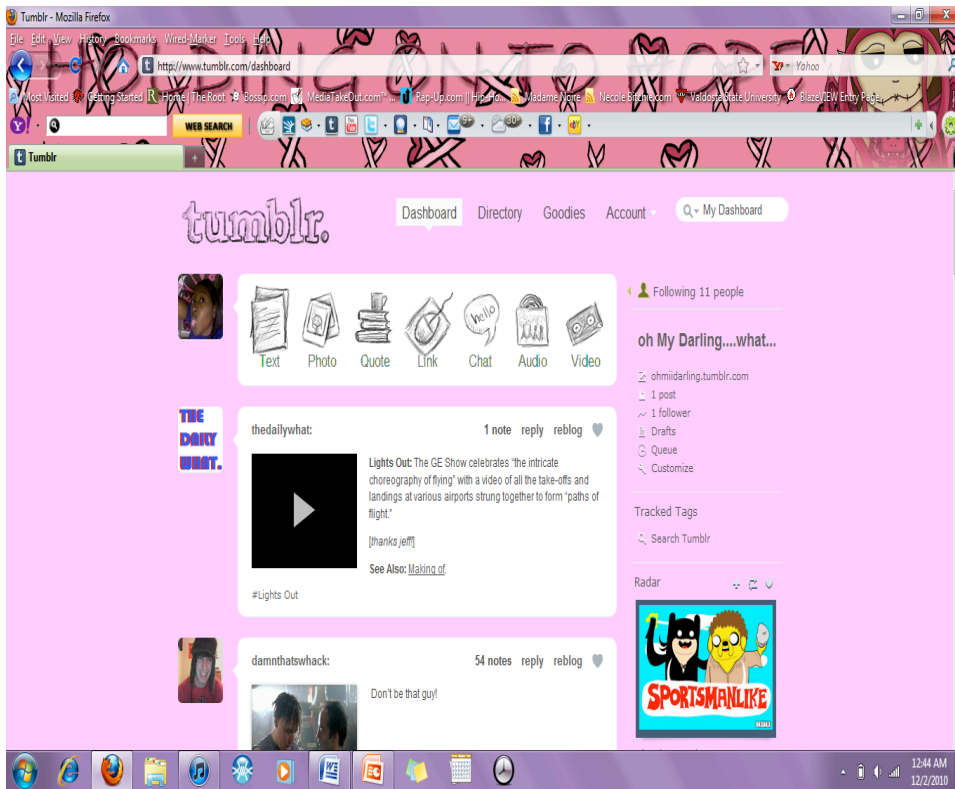 Tumblr - Mozilla Firefox
File Edit View History Bookmarks Wired-Marker Tools Help
http://www.tumblr.com/dashboard
Yahoo
Most Visited Getting Started Home | The Root Bossip.com MediaTakeOut.com™ ... Rap-Up.com || Hip-Ho... Madame Noire Necole Bitchie.com Valdosta State University BlazeVIEW Entry Page
WEB SEARCH 9+ 30°
Tumblr
tumblr.
Dashboard Directory Goodies Account My Dashboard
Text Photo Quote Link Chat Audio Video
hello
Following 11 people
oh My Darling....what...
ohmiidarling.tumblr.com
1 post
1 follower
Drafts
Queue
Customize
Tracked Tags
Search Tumblr
Radar
SPORTSMANLIKE
THE
DAILY
WHAT.
thedailywhat: 1 note reply reblog
Lights Out: The GE Show celebrates “the intricate
choreography of flying” with a video of all the take-offs and
landings at various airports strung together to form “paths of
flight.”
[thanks jeff!]
See Also: Making of.
#Lights Out
damnthatswhack: 54 notes reply reblog
Don't be that guy!
12:44 AM
12/2/2010